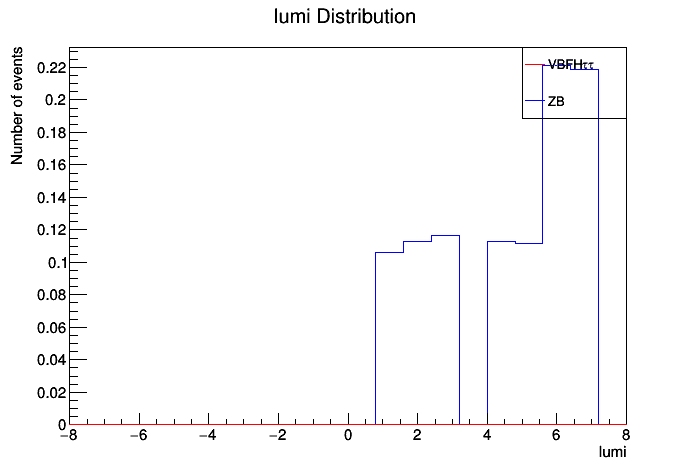 lumi Distribution
Number of events
0.22
0.2
0.18
0.16
0.14
0.12
0.1
0.08
0.06
0.04
0.02
0
−8 −6 −4 −2 0 2 4 6 8
lumi
VBFHττ
ZB